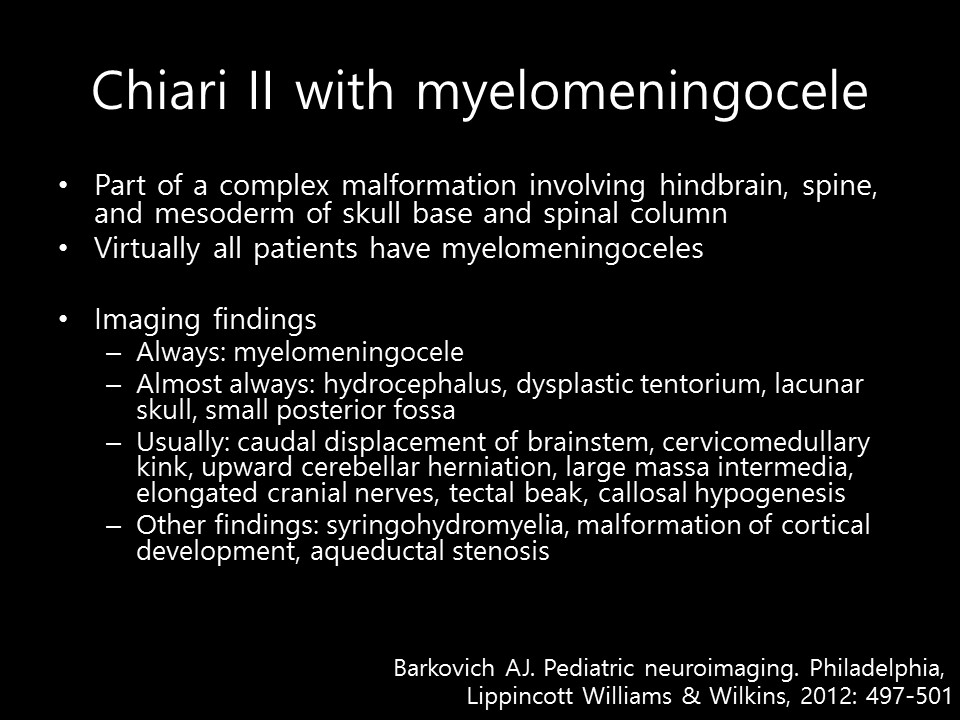 Chiari II with myelomeningocele
• Part of a complex malformation involving hindbrain, spine,
and mesoderm of skull base and spinal column
• Virtually all patients have myelomeningoceles
• Imaging findings
– Always: myelomeningocele
– Almost always: hydrocephalus, dysplastic tentorium, lacunar
skull, small posterior fossa
– Usually: caudal displacement of brainstem, cervicomedullary
kink, upward cerebellar herniation, large massa intermedia,
elongated cranial nerves, tectal beak, callosal hypogenesis
– Other findings: syringohydromyelia, malformation of cortical
development, aqueductal stenosis
Barkovich AJ. Pediatric neuroimaging. Philadelphia,
Lippincott Williams & Wilkins, 2012: 497-501